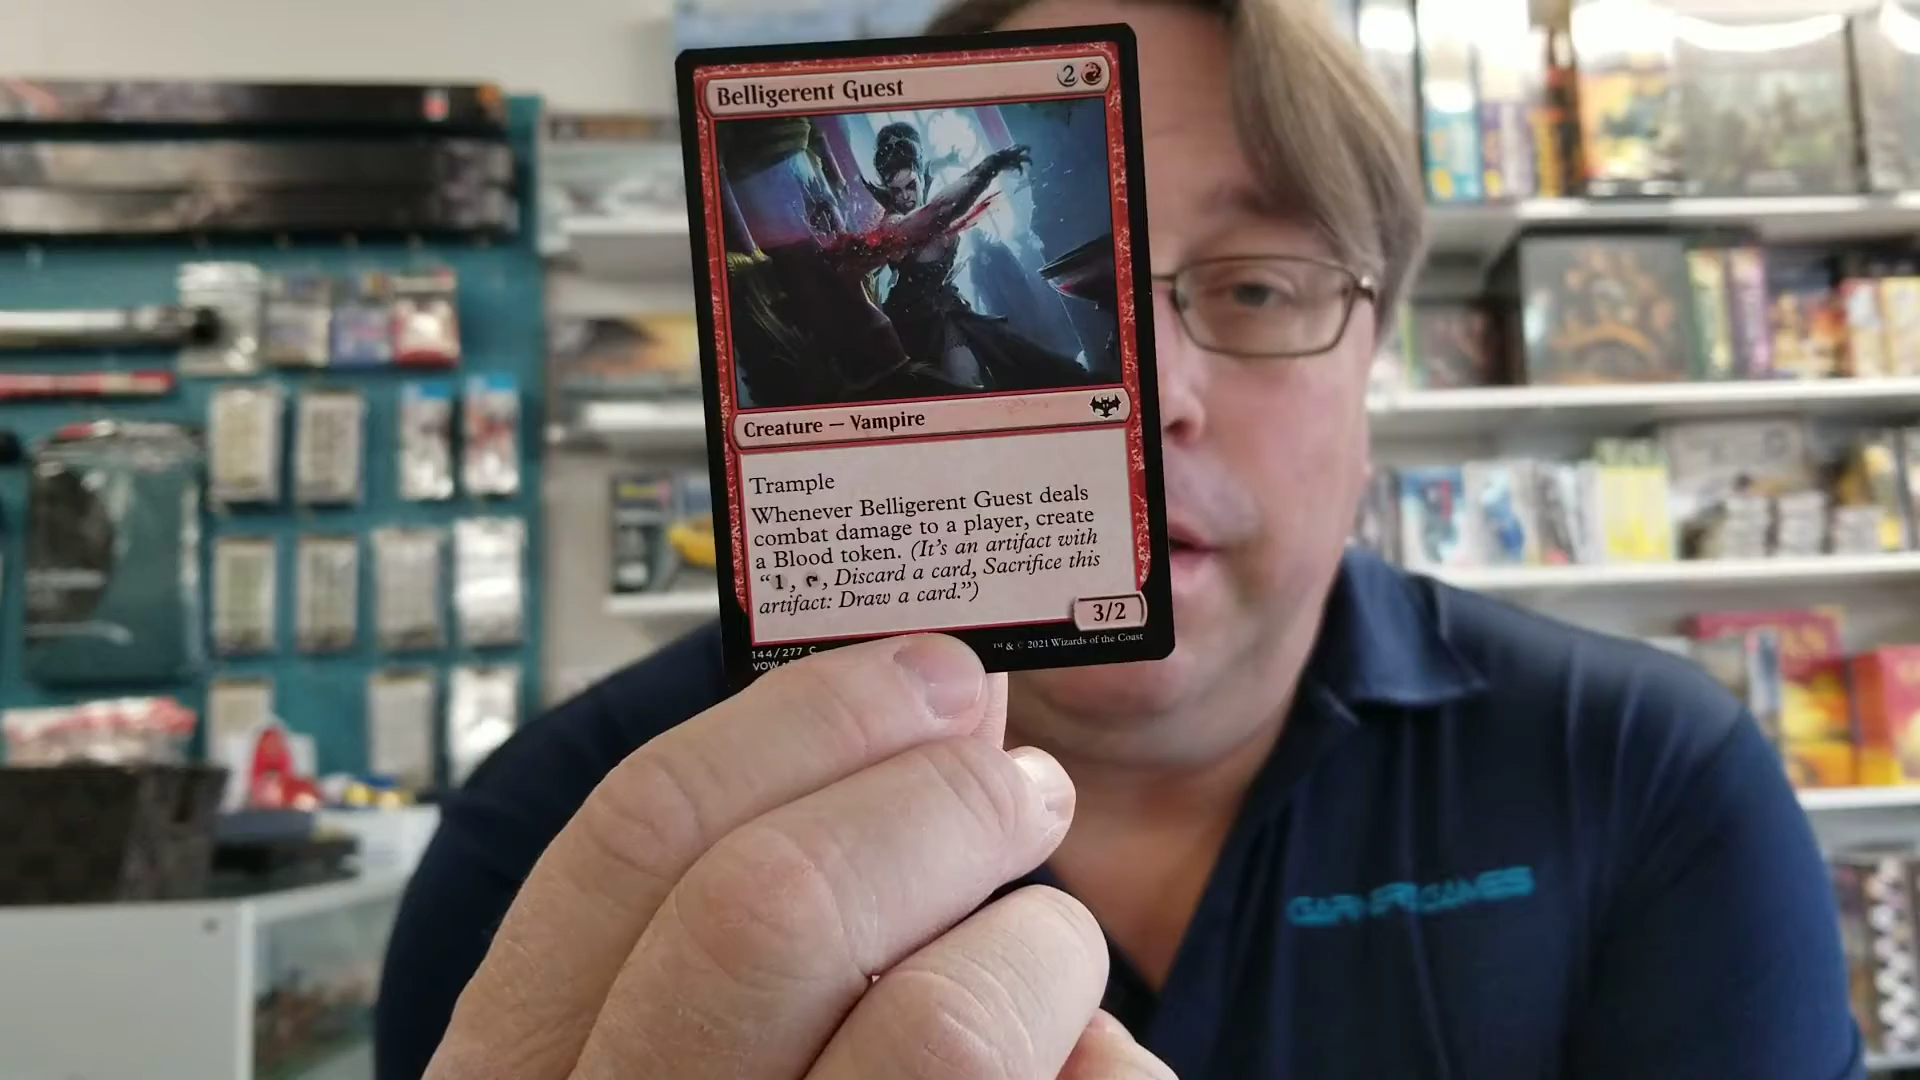 Belligerent Guest 2
Creature — Vampire
Trample
Whenever Belligerent Guest deals
combat damage to a player, create
a Blood token. (It's an artifact with
“1, , Discard a card, Sacrifice this
artifact: Draw a card.”)
3/2
144/277 C
VOW
™ & © 2021 Wizards of the Coast